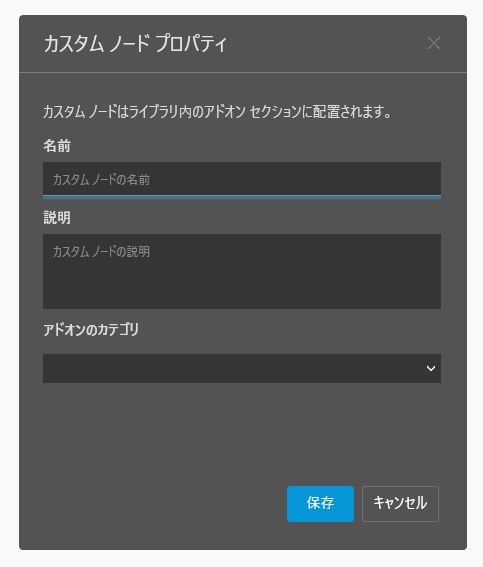 カスタム ノード プロパティ
カスタム ノードはライブラリ内のアドオン セクションに配置されます。
名前
カスタム ノードの名前
説明
カスタム ノードの説明
アドオンのカテゴリ
保存
キャンセル